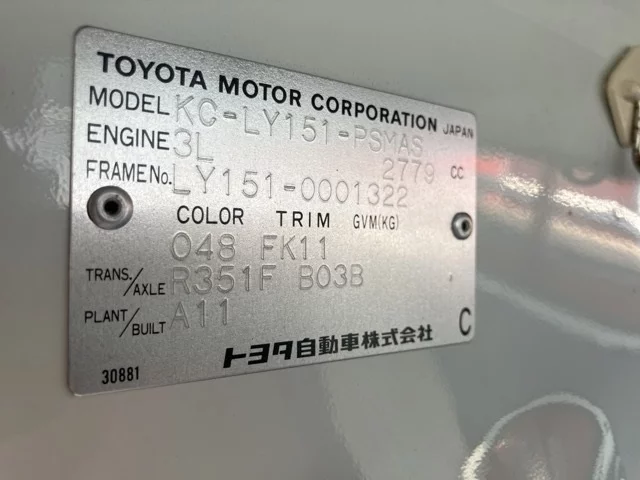 TOYOTA MOTOR CORPORATION JAPAN
MODEL KC-LY151-PSMAS
ENGINE 3L 2779 CC
FRAME No. LY151-0001322
COLOR TRIM GVM(KG)
048 FK11
TRANS./AXLE R351F B03B
PLANT/BUILT A11
トヨタ自動車株式会社 C
30881